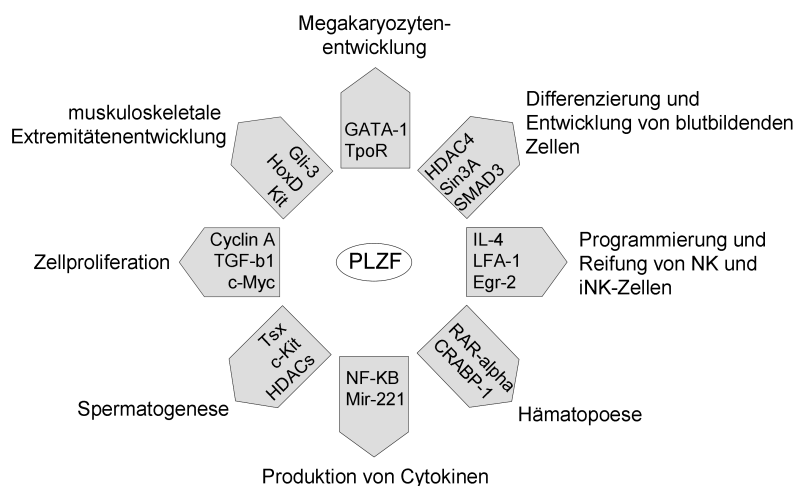 Megakaryozyten-
entwicklung
GATA-1
TpoR
Differenzierung und
Entwicklung von blutbildenden
Zellen
HDAC4
Sin3A
SMAD3
Programmierung und
Reifung von NK und
iNK-Zellen
IL-4
LFA-1
Egr-2
RAR-alpha
CRABP-1
Hämatopoese
NF-KB
Mir-221
Produktion von Cytokinen
Tsx
c-Kit
HDACs
Spermatogenese
Cyclin A
TGF-b1
c-Myc
Zellproliferation
muskuloskeletale
Extremitätenentwicklung
Gli-3
HoxD
Kit
PLZF